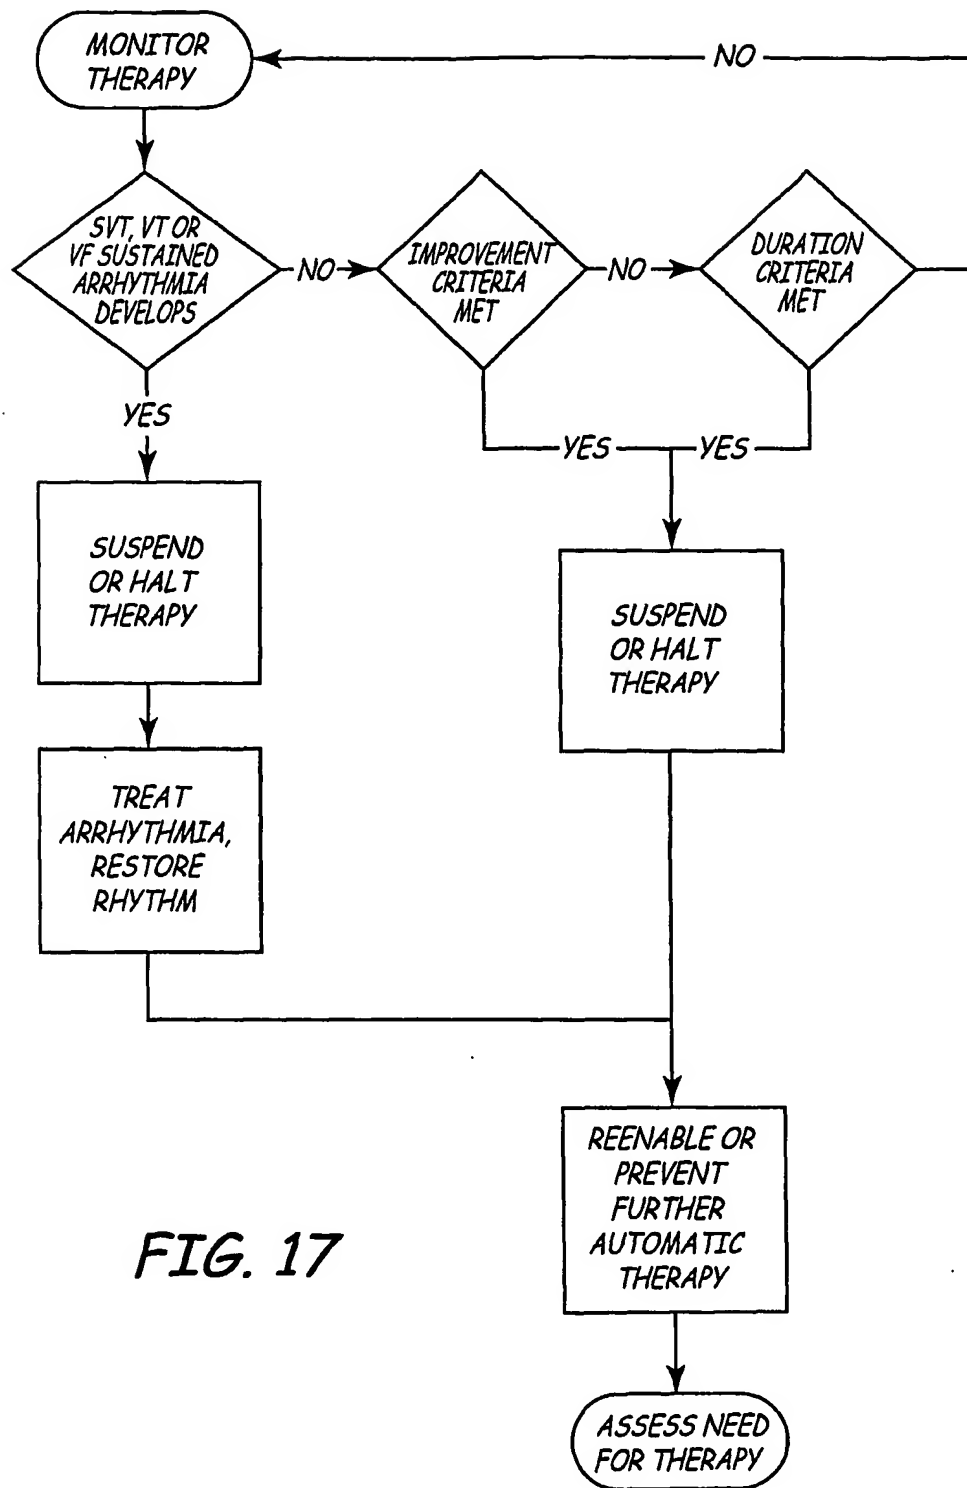 MONITOR
THERAPY
NO
SVT, VT OR
VF SUSTAINED
ARRHYTHMIA
DEVELOPS
NO
IMPROVEMENT
CRITERIA
MET
NO
DURATION
CRITERIA
MET
YES
YES
YES
SUSPEND
OR HALT
THERAPY
SUSPEND
OR HALT
THERAPY
TREAT
ARRHYTHMIA,
RESTORE
RHYTHM
REENABLE OR
PREVENT
FURTHER
AUTOMATIC
THERAPY
FIG. 17
ASSESS NEED
FOR THERAPY